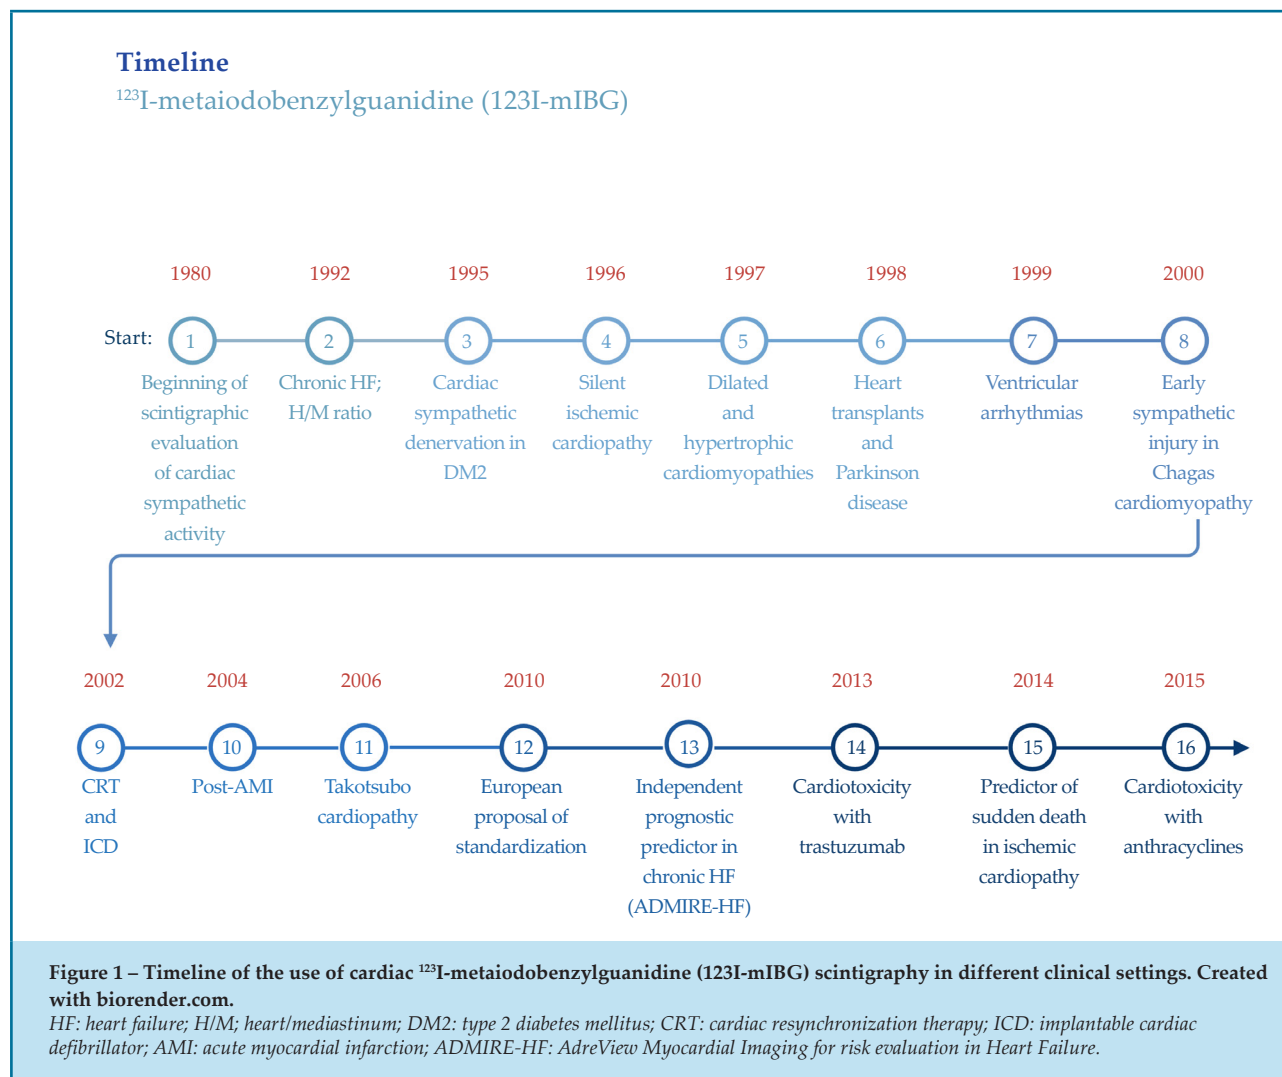 Timeline
¹²³I-metaiodobenzylguanidine (123I-mIBG)
1980
1992
1995
1996
1997
1998
1999
2000
Start:
1
2
3
4
5
6
7
8
Beginning of
scintigraphic
evaluation
of cardiac
sympathetic
activity
Chronic HF;
H/M ratio
Cardiac
sympathetic
denervation in
DM2
Silent
ischemic
cardiopathy
Dilated
and
hypertrophic
cardiomyopathies
Heart
transplants
and
Parkinson
disease
Ventricular
arrhythmias
Early
sympathetic
injury in
Chagas
cardiomyopathy
2002
2004
2006
2010
2010
2013
2014
2015
9
10
11
12
13
14
15
16
CRT
and
ICD
Post-AMI
Takotsubo
cardiopathy
European
proposal of
standardization
Independent
prognostic
predictor in
chronic HF
(ADMIRE-HF)
Cardiotoxicity
with
trastuzumab
Predictor of
sudden death
in ischemic
cardiopathy
Cardiotoxicity
with
anthracyclines
Figure 1 – Timeline of the use of cardiac ¹²³I-metaiodobenzylguanidine (123I-mIBG) scintigraphy in different clinical settings. Created
with biorender.com.
HF: heart failure; H/M; heart/mediastinum; DM2: type 2 diabetes mellitus; CRT: cardiac resynchronization therapy; ICD: implantable cardiac
defibrillator; AMI: acute myocardial infarction; ADMIRE-HF: AdreView Myocardial Imaging for risk evaluation in Heart Failure.